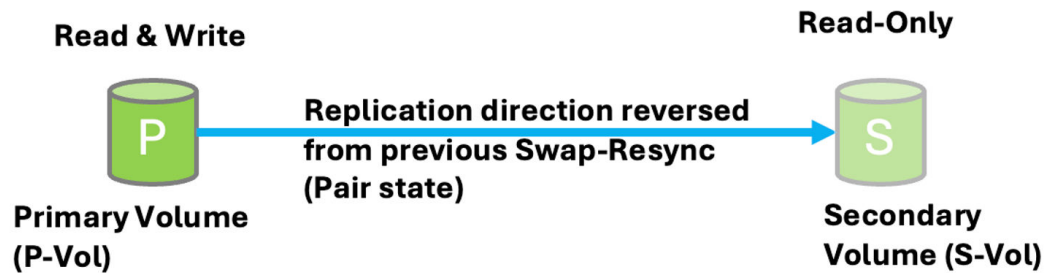 Read & Write
Read-Only
P
Replication direction reversed
from previous Swap-Resync
(Pair state)
S
Primary Volume
(P-Vol)
Secondary
Volume (S-Vol)